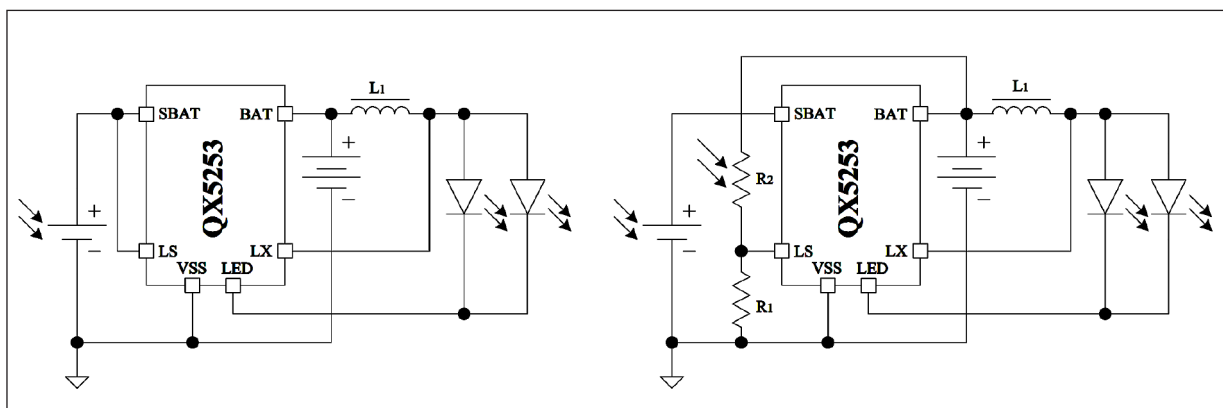 SBAT
BAT
L1
QX5253
+
−
+
−
LS
LX
VSS
LED
SBAT
BAT
L1
QX5253
R2
+
−
+
−
LS
LX
VSS
LED
R1